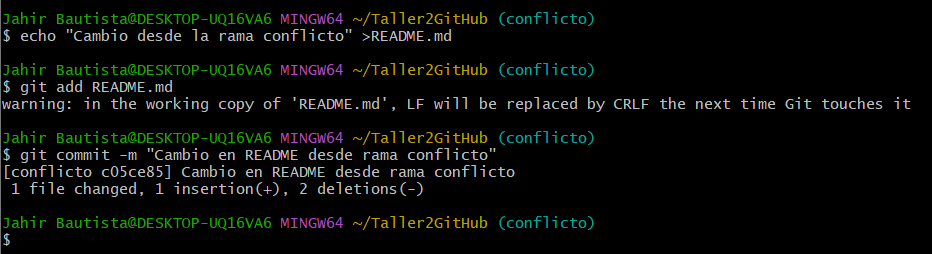 Jahir Bautista@DESKTOP-UQ16VA6 MINGW64 ~/Taller2GitHub (conflicto)
$ echo "Cambio desde la rama conflicto" >README.md
Jahir Bautista@DESKTOP-UQ16VA6 MINGW64 ~/Taller2GitHub (conflicto)
$ git add README.md
warning: in the working copy of 'README.md', LF will be replaced by CRLF the next time Git touches it
Jahir Bautista@DESKTOP-UQ16VA6 MINGW64 ~/Taller2GitHub (conflicto)
$ git commit -m "Cambio en README desde rama conflicto"
[conflicto c05ce85] Cambio en README desde rama conflicto
 1 file changed, 1 insertion(+), 2 deletions(-)
Jahir Bautista@DESKTOP-UQ16VA6 MINGW64 ~/Taller2GitHub (conflicto)
$